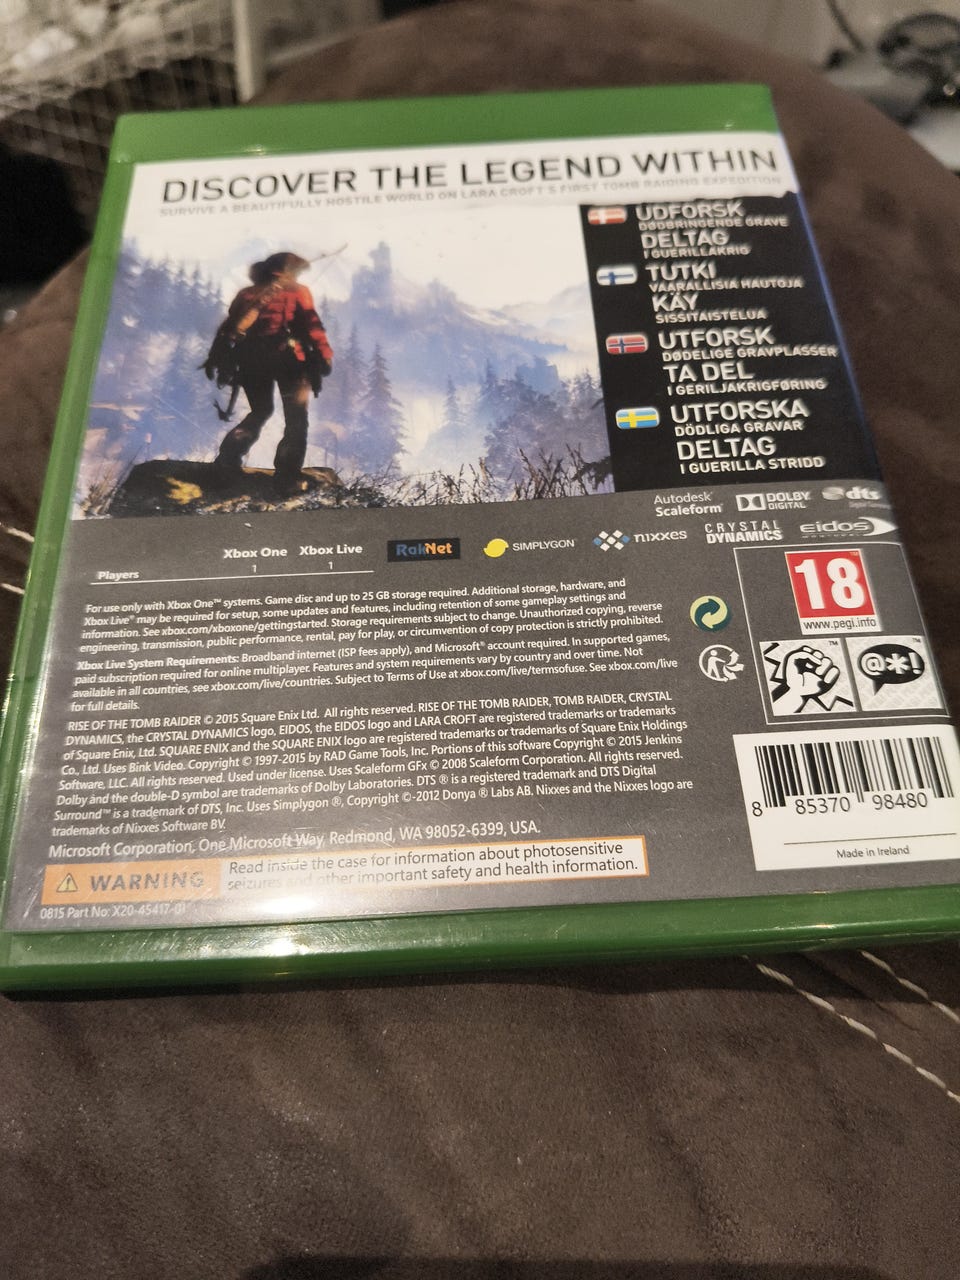 DISCOVER THE LEGEND WITHIN
SURVIVE A BEAUTIFULLY HOSTILE WORLD ON LARA CROFT'S FIRST TOMB RAIDING EXPEDITION
UDFORSK
DØDBRINGENDE GRAVE
DELTAG
I GUERILLAKRIG
TUTKI
VAARALLISIA HAUTOJA
KÄY
SISSITAISTELUA
UTFORSK
DØDELIGE GRAVPLASSER
TA DEL
I GERILJAKRIGFØRING
UTFORSKA
DÖDLIGA GRAVAR
DELTAG
I GUERILLA STRIDD
Autodesk®
Scaleform®
DOLBY
DIGITAL
dts
Digital Surround
Xbox One Xbox Live
Players 1 1
RakNet
SIMPLYGON
nixxes
CRYSTAL
DYNAMICS
eidos
For use only with Xbox One™ systems. Game disc and up to 25 GB storage required. Additional storage, hardware, and
Xbox Live® may be required for setup, some updates and features, including retention of some gameplay settings and
information. See xbox.com/xboxone/gettingstarted. Storage requirements subject to change. Unauthorized copying, reverse
engineering, transmission, public performance, rental, pay for play, or circumvention of copy protection is strictly prohibited.
Xbox Live System Requirements: Broadband internet (ISP fees apply), and Microsoft® account required. In supported games,
paid subscription required for online multiplayer. Features and system requirements vary by country and over time. Not
available in all countries, see xbox.com/live/countries. Subject to Terms of Use at xbox.com/live/termsofuse. See xbox.com/live
for full details.
RISE OF THE TOMB RAIDER © 2015 Square Enix Ltd. All rights reserved. RISE OF THE TOMB RAIDER, TOMB RAIDER, CRYSTAL
DYNAMICS, the CRYSTAL DYNAMICS logo, EIDOS, the EIDOS logo and LARA CROFT are registered trademarks or trademarks
of Square Enix, Ltd. SQUARE ENIX and the SQUARE ENIX logo are registered trademarks or trademarks of Square Enix Holdings
Co., Ltd. Uses Bink Video. Copyright © 1997-2015 by RAD Game Tools, Inc. Portions of this software Copyright © 2015 Jenkins
Software, LLC. All rights reserved. Used under license. Uses Scaleform GFx © 2008 Scaleform Corporation. All rights reserved.
Dolby and the double-D symbol are trademarks of Dolby Laboratories. DTS ® is a registered trademark and DTS Digital
Surround™ is a trademark of DTS, Inc. Uses Simplygon ®, Copyright ©-2012 Donya ® Labs AB. Nixxes and the Nixxes logo are
trademarks of Nixxes Software BV.
Microsoft Corporation, One Microsoft Way, Redmond, WA 98052-6399, USA.
WARNING
Read inside the case for information about photosensitive
seizures and other important safety and health information.
0815 Part No: X20-45417-01
18
www.pegi.info
@*!
8 85370 98480
Made in Ireland